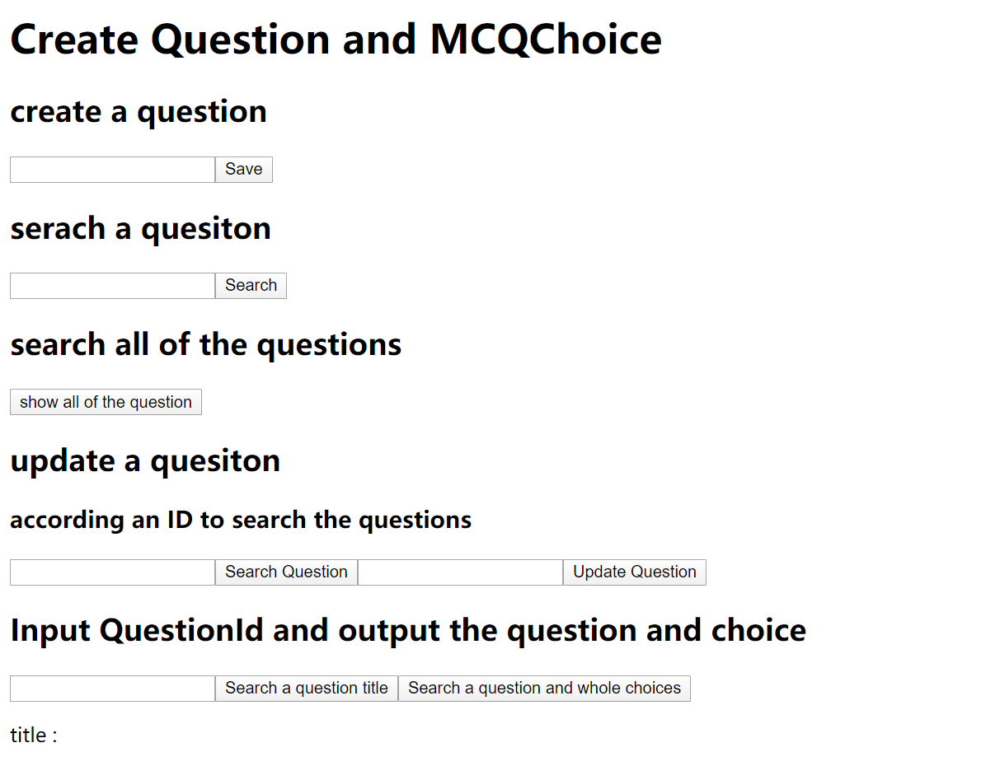 Create Question and MCQChoice
create a question
Save
serach a quesiton
Search
search all of the questions
show all of the question
update a quesiton
according an ID to search the questions
Search Question Update Question
Input QuestionId and output the question and choice
Search a question title Search a question and whole choices
title :